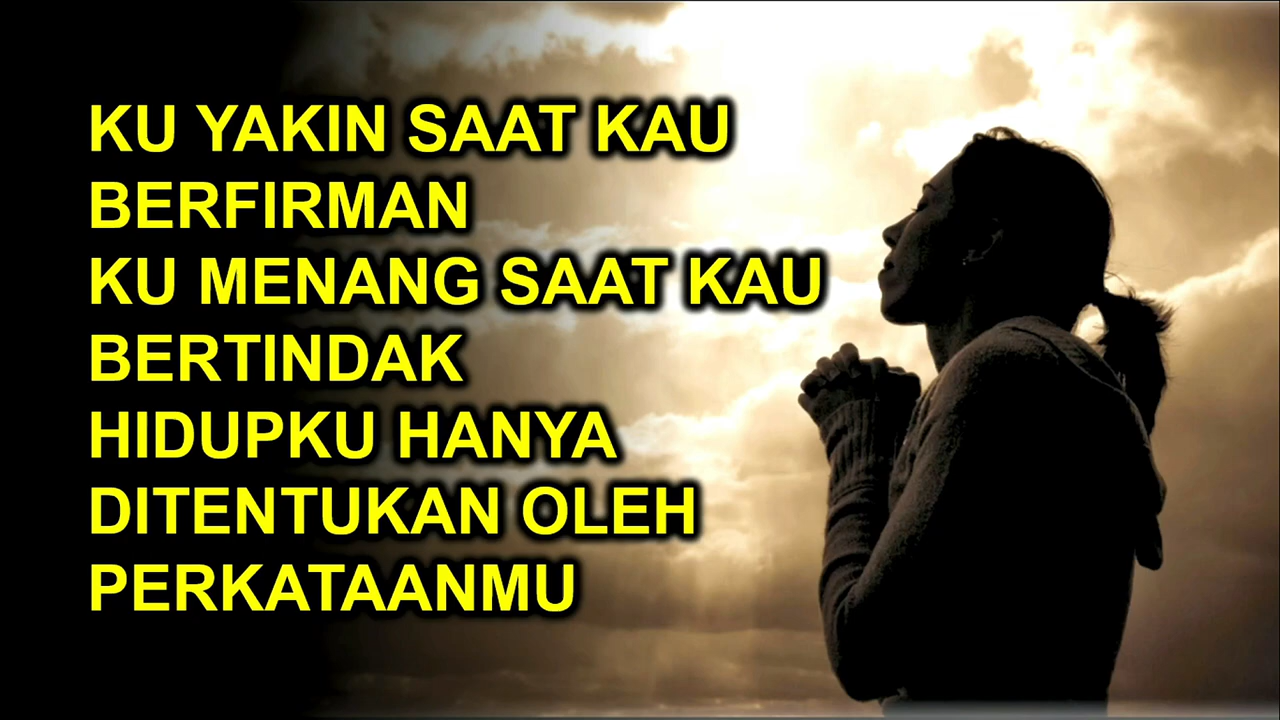 KU YAKIN SAAT KAU
BERFIRMAN
KU MENANG SAAT KAU
BERTINDAK
HIDUPKU HANYA
DITENTUKAN OLEH
PERKATAANMU